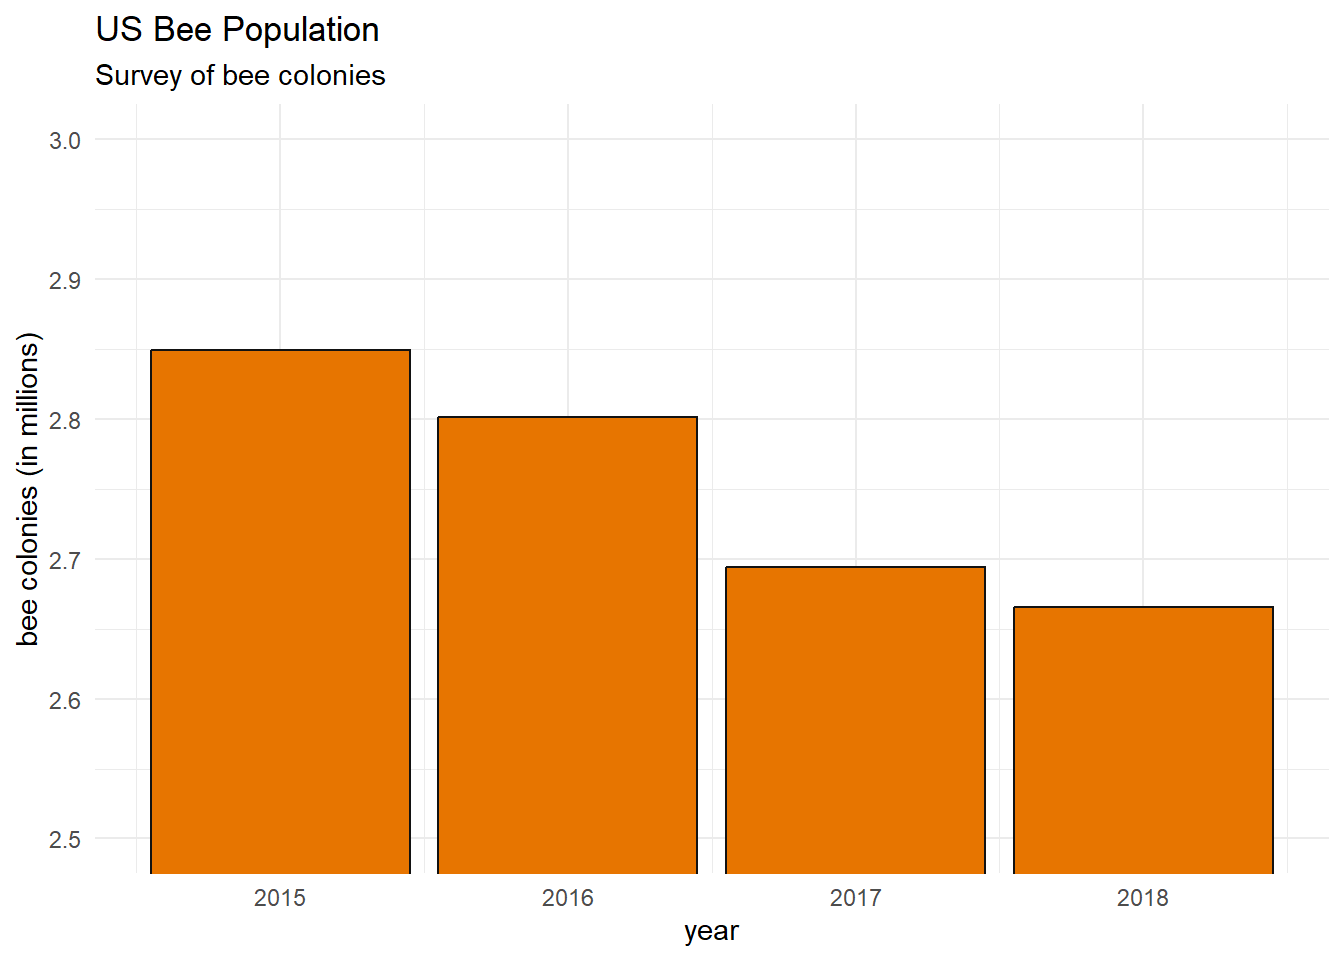 US Bee Population
Survey of bee colonies
bee colonies (in millions)
3.0
2.9
2.8
2.7
2.6
2.5
2015 2016 2017 2018
year